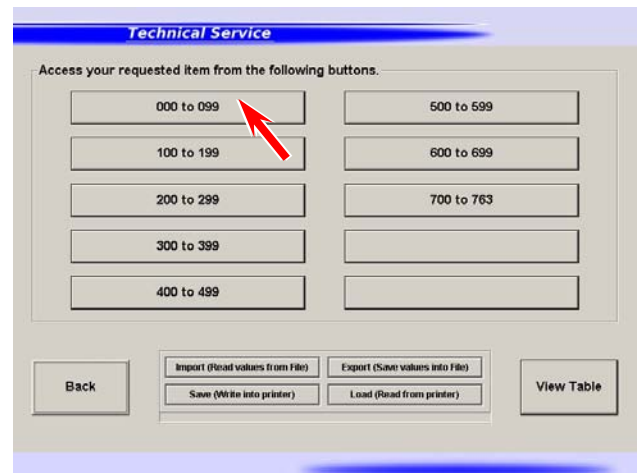 Technical Service
Access your requested item from the following buttons.
000 to 099
500 to 599
100 to 199
600 to 699
200 to 299
700 to 763
300 to 399
400 to 499
Back
Import (Read values from File)
Export (Save values into File)
Save (Write into printer)
Load (Read from printer)
View Table